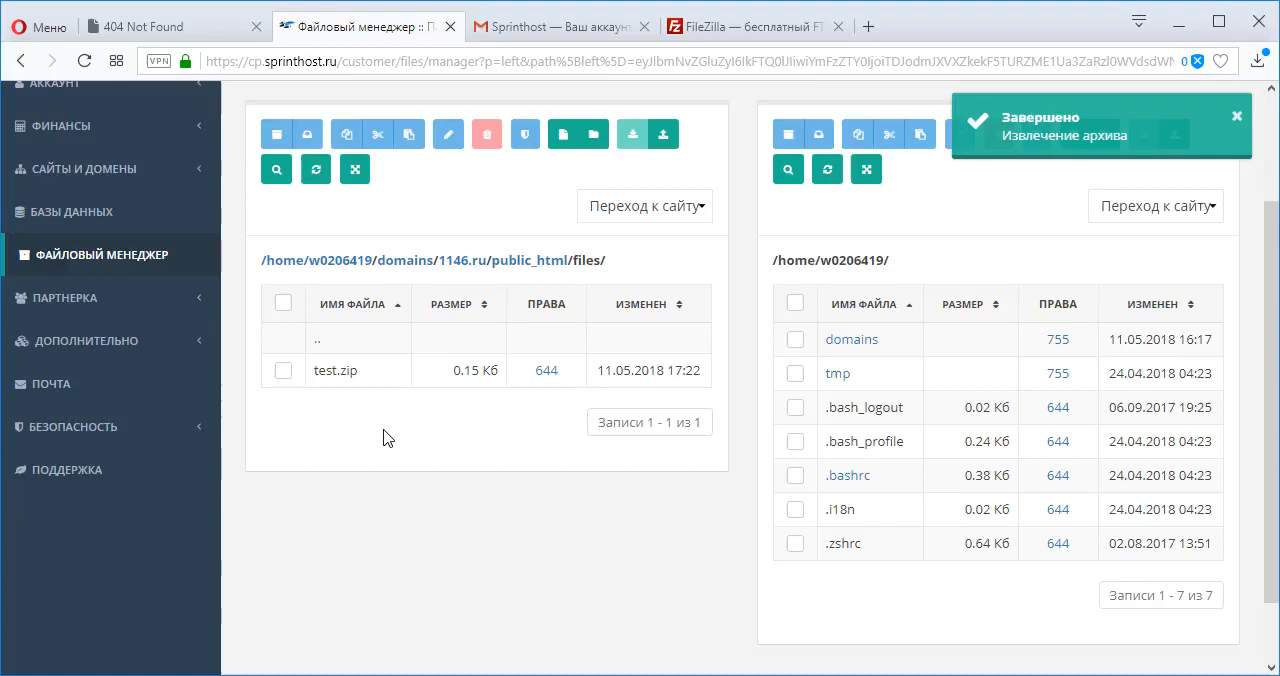 Меню
404 Not Found
Файловый менеджер :: П
Sprinthost — Ваш аккаунт
FileZilla — бесплатный FT
VPN
https://cp.sprinthost.ru/customer/files/manager?p=left&path%5Bleft%5D=
0
АККАУНТ
ФИНАНСЫ
САЙТЫ И ДОМЕНЫ
БАЗЫ ДАННЫХ
ФАЙЛОВЫЙ МЕНЕДЖЕР
ПАРТНЕРКА
ДОПОЛНИТЕЛЬНО
ПОЧТА
БЕЗОПАСНОСТЬ
ПОДДЕРЖКА
Переход к сайту
/home/w0206419/domains/1146.ru/public_html/files/
ИМЯ ФАЙЛА РАЗМЕР ПРАВА ИЗМЕНЕН
..
test.zip 0.15 Кб 644 11.05.2018 17:22
Записи 1 - 1 из 1
Завершено
Извлечение архива
Переход к сайту
/home/w0206419/
ИМЯ ФАЙЛА РАЗМЕР ПРАВА ИЗМЕНЕН
domains 755 11.05.2018 16:17
tmp 755 24.04.2018 04:23
.bash_logout 0.02 Кб 644 06.09.2017 19:25
.bash_profile 0.24 Кб 644 24.04.2018 04:23
.bashrc 0.38 Кб 644 24.04.2018 04:23
.i18n 0.02 Кб 644 24.04.2018 04:23
.zshrc 0.64 Кб 644 02.08.2017 13:51
Записи 1 - 7 из 7